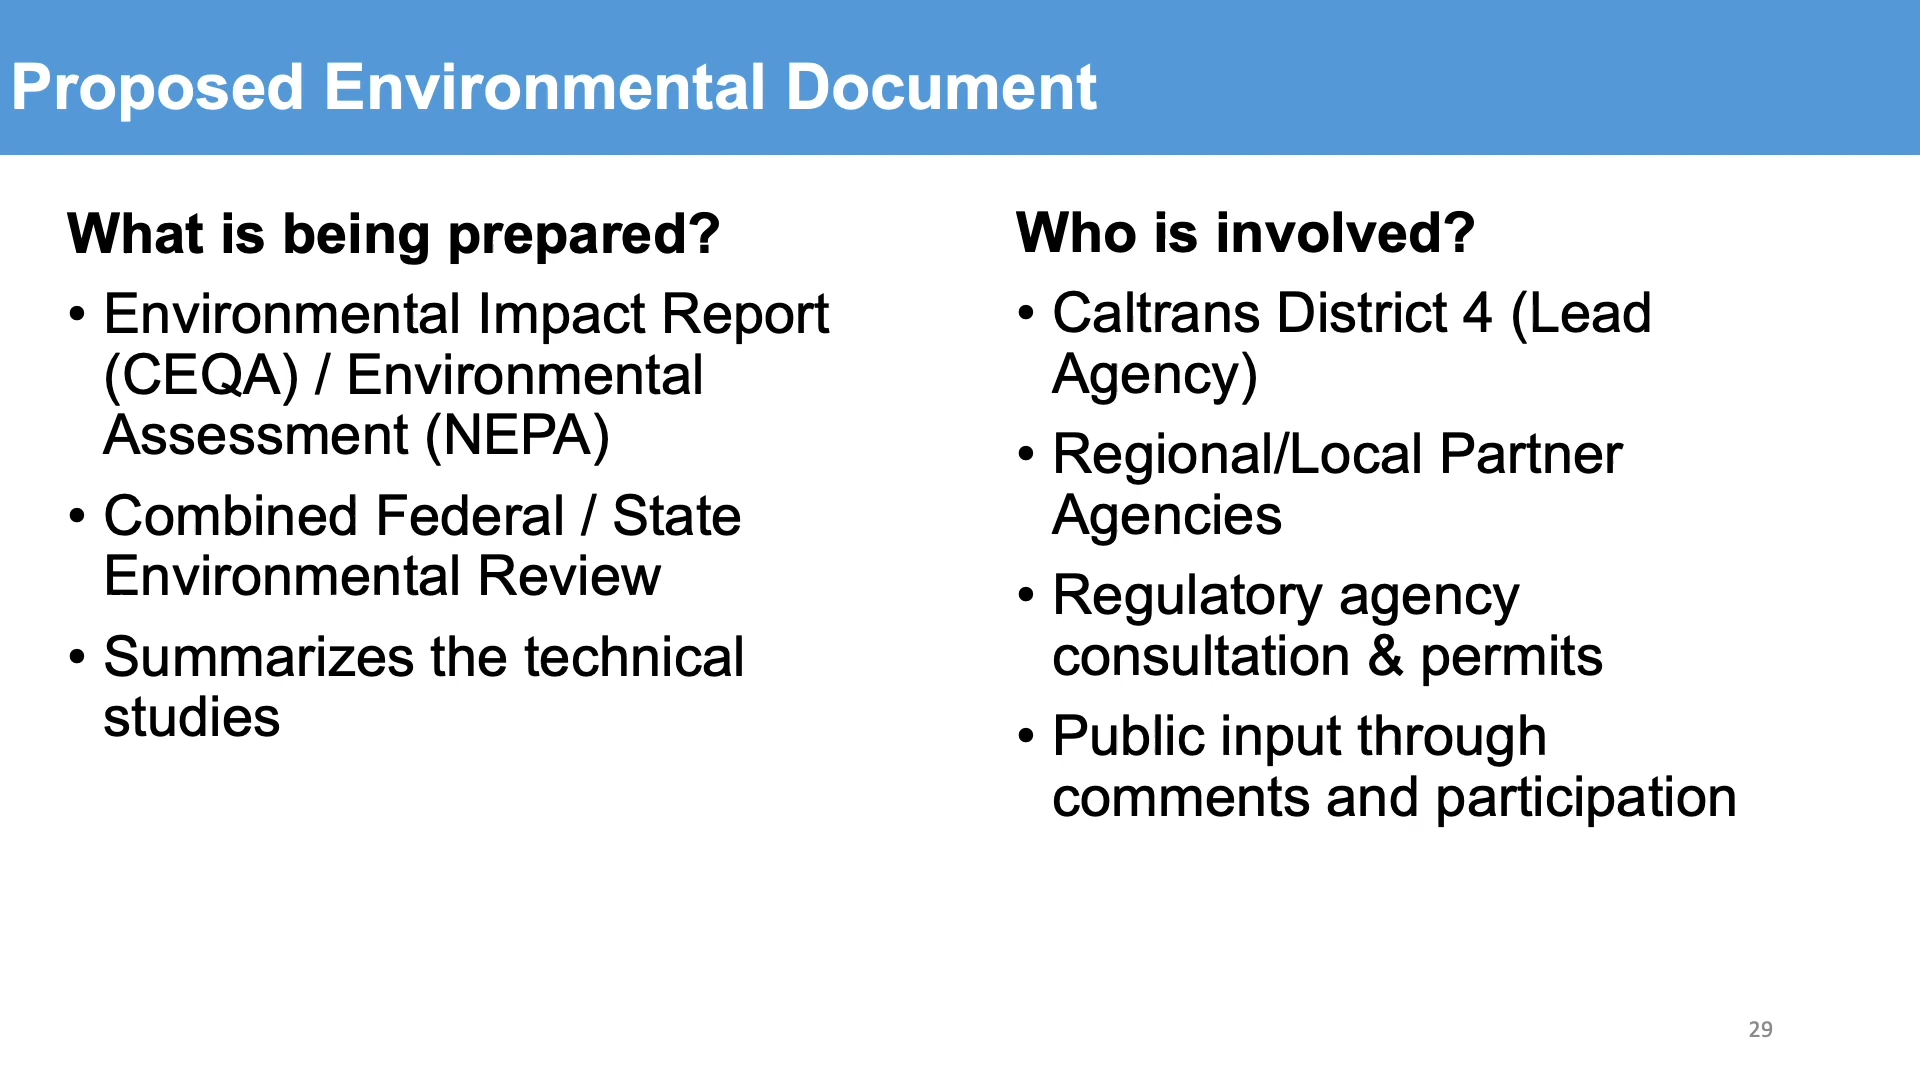 Proposed Environmental Document
What is being prepared?
• Environmental Impact Report
(CEQA) / Environmental
Assessment (NEPA)
• Combined Federal / State
Environmental Review
• Summarizes the technical
studies
Who is involved?
• Caltrans District 4 (Lead
Agency)
• Regional/Local Partner
Agencies
• Regulatory agency
consultation & permits
• Public input through
comments and participation
29